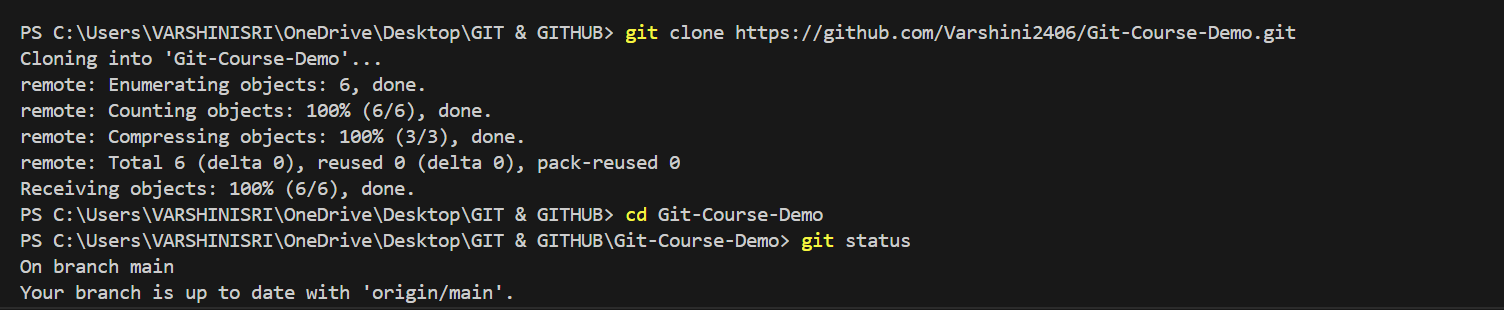 PS C:\Users\VARSHINISRI\OneDrive\Desktop\GIT & GITHUB> git clone https://github.com/Varshini2406/Git-Course-Demo.git
Cloning into 'Git-Course-Demo'...
remote: Enumerating objects: 6, done.
remote: Counting objects: 100% (6/6), done.
remote: Compressing objects: 100% (3/3), done.
remote: Total 6 (delta 0), reused 0 (delta 0), pack-reused 0
Receiving objects: 100% (6/6), done.
PS C:\Users\VARSHINISRI\OneDrive\Desktop\GIT & GITHUB> cd Git-Course-Demo
PS C:\Users\VARSHINISRI\OneDrive\Desktop\GIT & GITHUB\Git-Course-Demo> git status
On branch main
Your branch is up to date with 'origin/main'.